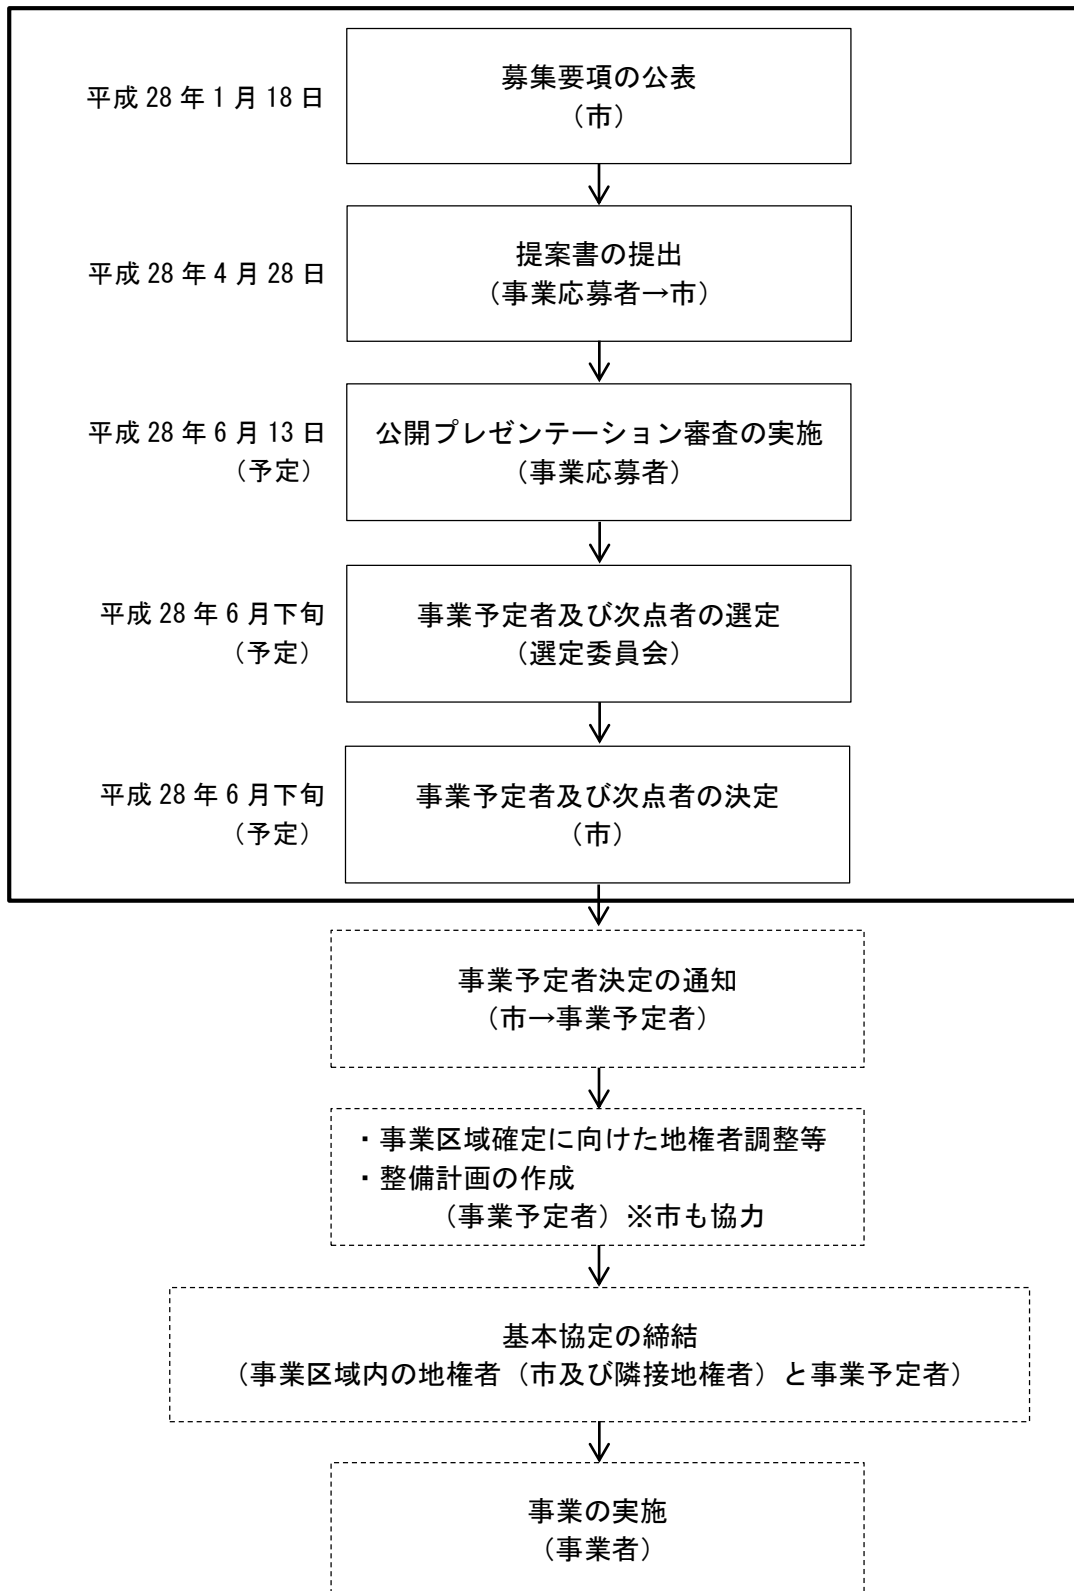 平成 28 年 1 月 18 日
募集要項の公表
（市）
平成 28 年 4 月 28 日
提案書の提出
（事業応募者→市）
平成 28 年 6 月 13 日
（予定）
公開プレゼンテーション審査の実施
（事業応募者）
平成 28 年 6 月下旬
（予定）
事業予定者及び次点者の選定
（選定委員会）
平成 28 年 6 月下旬
（予定）
事業予定者及び次点者の決定
（市）
事業予定者決定の通知
（市→事業予定者）
・事業区域確定に向けた地権者調整等
・整備計画の作成
（事業予定者）※市も協力
基本協定の締結
（事業区域内の地権者（市及び隣接地権者）と事業予定者）
事業の実施
（事業者）